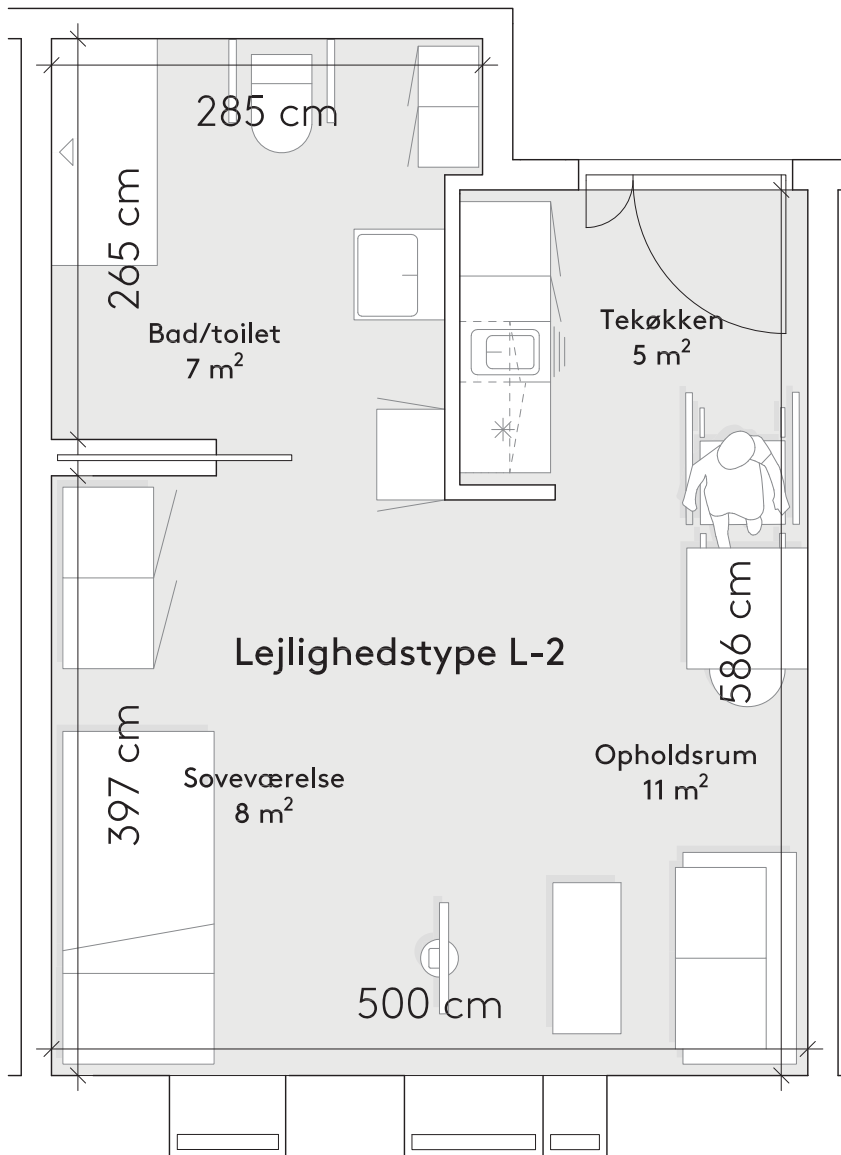 285 cm
265 cm
Bad/toilet
7 m²
Tekøkken
5 m²
586 cm
Lejlighedstype L-2
397 cm
Soveværelse
8 m²
Opholdsrum
11 m²
500 cm